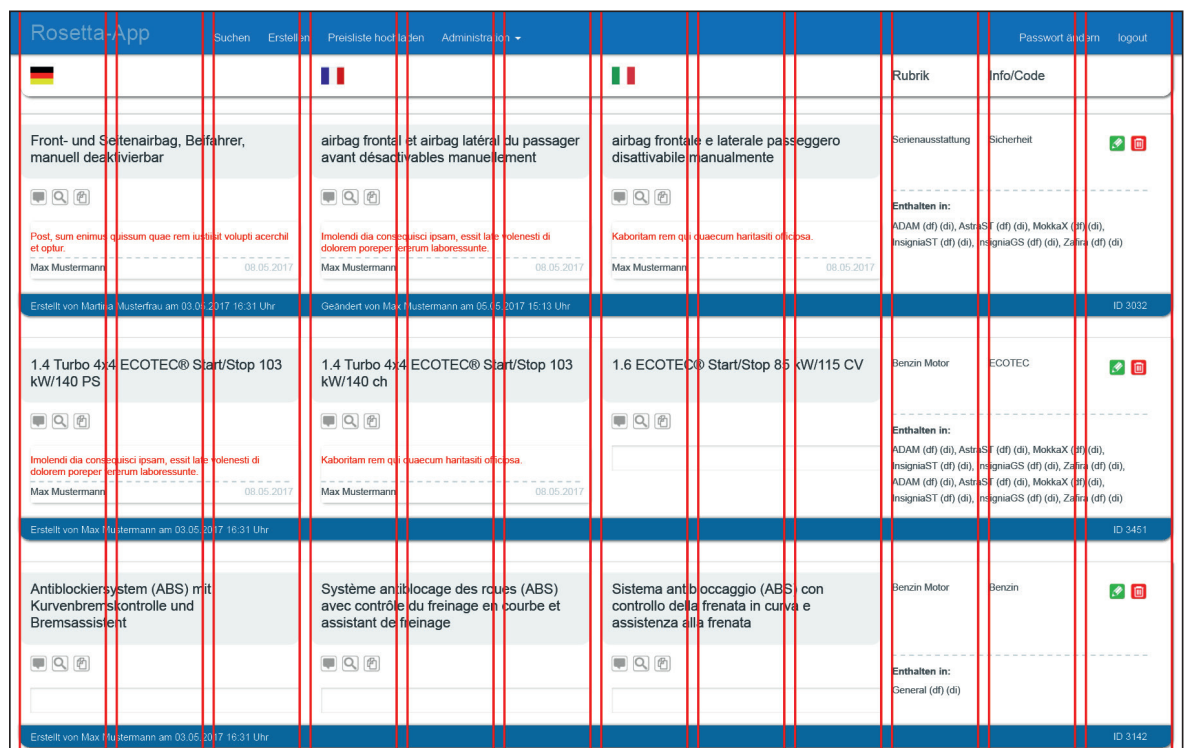 Rosetta-App Suchen Erstellen Preisliste hochladen Administration Passwort ändern logout
Rubrik Info/Code
Front- und Seitenairbag, Beifahrer,
manuell deaktivierbar
airbag frontal et airbag latéral du passager
avant désactivables manuellement
airbag frontale e laterale passeggero
disattivabile manualmente
Serienausstattung Sicherheit
Enthalten in:
ADAM (df) (di), AstraST (df) (di), MokkaX (df) (di),
InsigniaST (df) (di), InsigniaGS (df) (di), Zafira (df) (di)
Post, sum enimus quissum quae rem iustiisit volupti acerchil
et optur.
Max Mustermann 08.05.2017
Imolendi dia consequisci ipsam, essit late volenesti di
dolorem poreper ererum laboressunte.
Max Mustermann 08.05.2017
Kaboritam rem qui quaecum haritasiti officiosa.
Max Mustermann 08.05.2017
Erstellt von Martina Musterfrau am 03.05.2017 16:31 Uhr Geändert von Max Mustermann am 05.05.2017 15:13 Uhr ID 3032
1.4 Turbo 4x4 ECOTEC® Start/Stop 103
kW/140 PS
1.4 Turbo 4x4 ECOTEC® Start/Stop 103
kW/140 ch
1.6 ECOTEC® Start/Stop 85 kW/115 CV
Benzin Motor ECOTEC
Enthalten in:
ADAM (df) (di), AstraST (df) (di), MokkaX (df) (di),
InsigniaST (df) (di), InsigniaGS (df) (di), Zafira (df) (di),
ADAM (df) (di), AstraST (df) (di), MokkaX (df) (di),
InsigniaST (df) (di), InsigniaGS (df) (di), Zafira (df) (di)
Imolendi dia consequisci ipsam, essit late volenesti di
dolorem poreper ererum laboressunte.
Max Mustermann 08.05.2017
Kaboritam rem qui quaecum haritasiti officiosa.
Max Mustermann 08.05.2017
Erstellt von Max Mustermann am 03.05.2017 16:31 Uhr ID 3451
Antiblockiersystem (ABS) mit
Kurvenbremskontrolle und
Bremsassistent
Système antiblocage des roues (ABS)
avec contrôle du freinage en courbe et
assistant de freinage
Sistema antibloccaggio (ABS) con
controllo della frenata in curva e
assistenza alla frenata
Benzin Motor Benzin
Enthalten in:
General (df) (di)
Erstellt von Max Mustermann am 03.05.2017 16:31 Uhr ID 3142